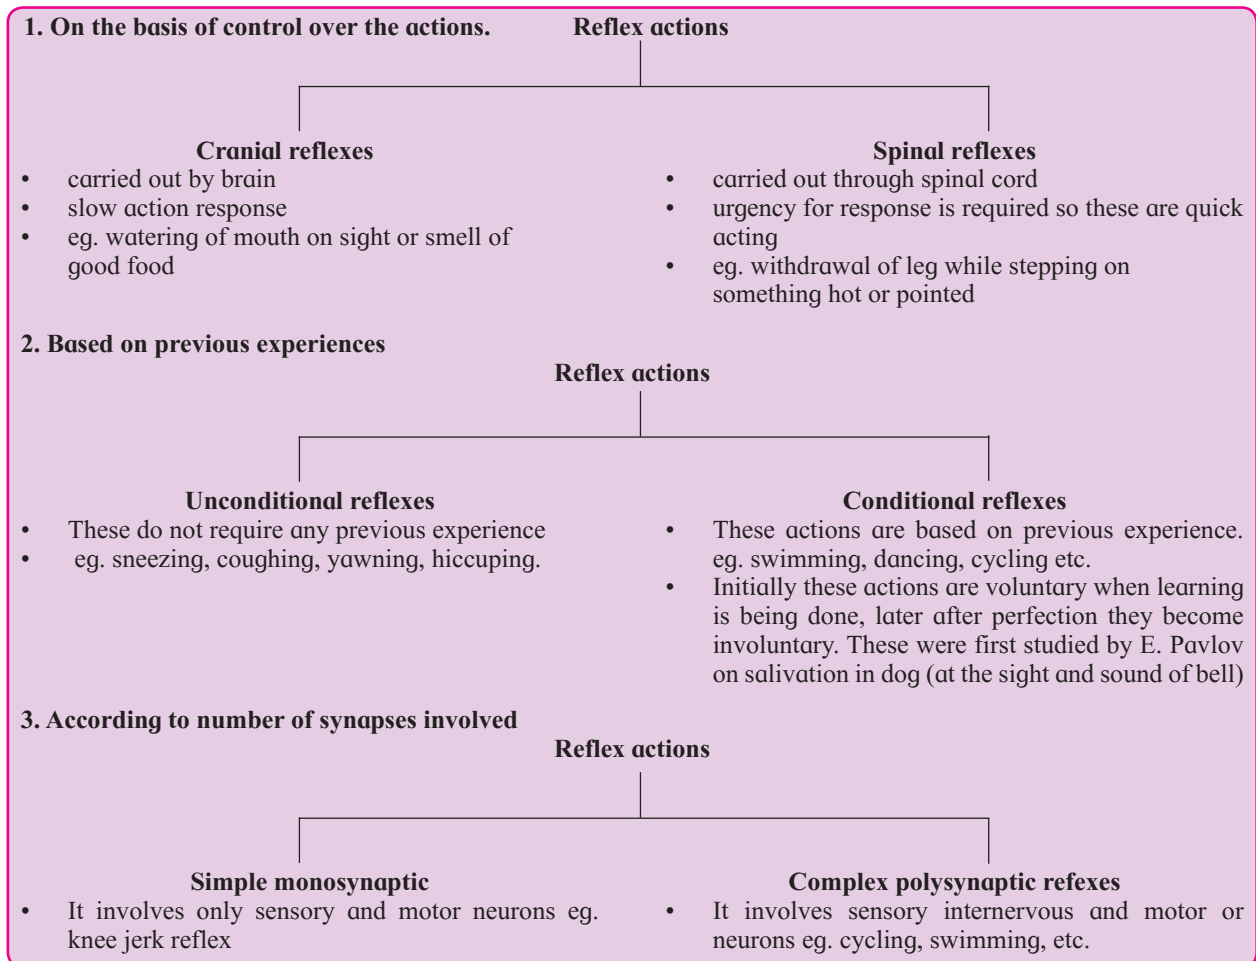 1. On the basis of control over the actions. Reflex actions
Cranial reflexes
• carried out by brain
• slow action response
• eg. watering of mouth on sight or smell of
good food
Spinal reflexes
• carried out through spinal cord
• urgency for response is required so these are quick
acting
• eg. withdrawal of leg while stepping on
something hot or pointed
2. Based on previous experiences
Reflex actions
Unconditional reflexes
• These do not require any previous experience
• eg. sneezing, coughing, yawning, hiccuping.
Conditional reflexes
• These actions are based on previous experience.
eg. swimming, dancing, cycling etc.
• Initially these actions are voluntary when learning
is being done, later after perfection they become
involuntary. These were first studied by E. Pavlov
on salivation in dog (at the sight and sound of bell)
3. According to number of synapses involved
Reflex actions
Simple monosynaptic
• It involves only sensory and motor neurons eg.
knee jerk reflex
Complex polysynaptic refexes
• It involves sensory internervous and motor or
neurons eg. cycling, swimming, etc.